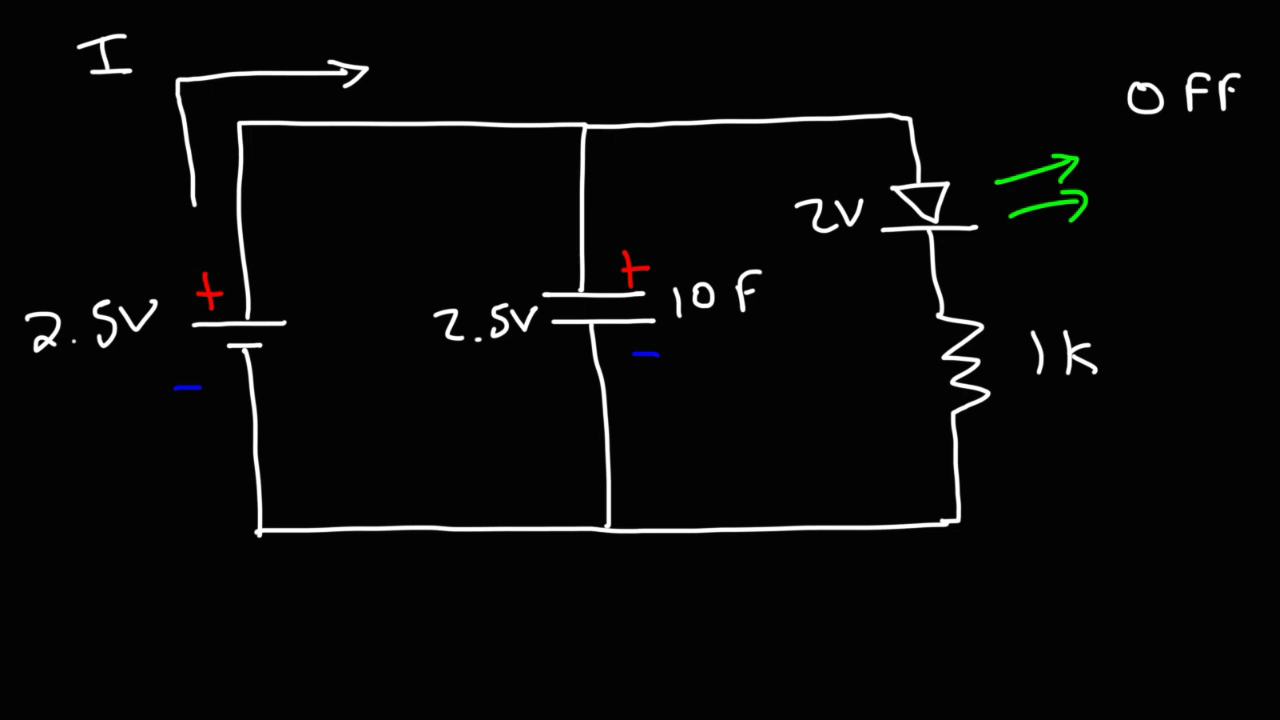 I
OFF
2V
+
+
2.5V
2.5V
10F
-
-
1K